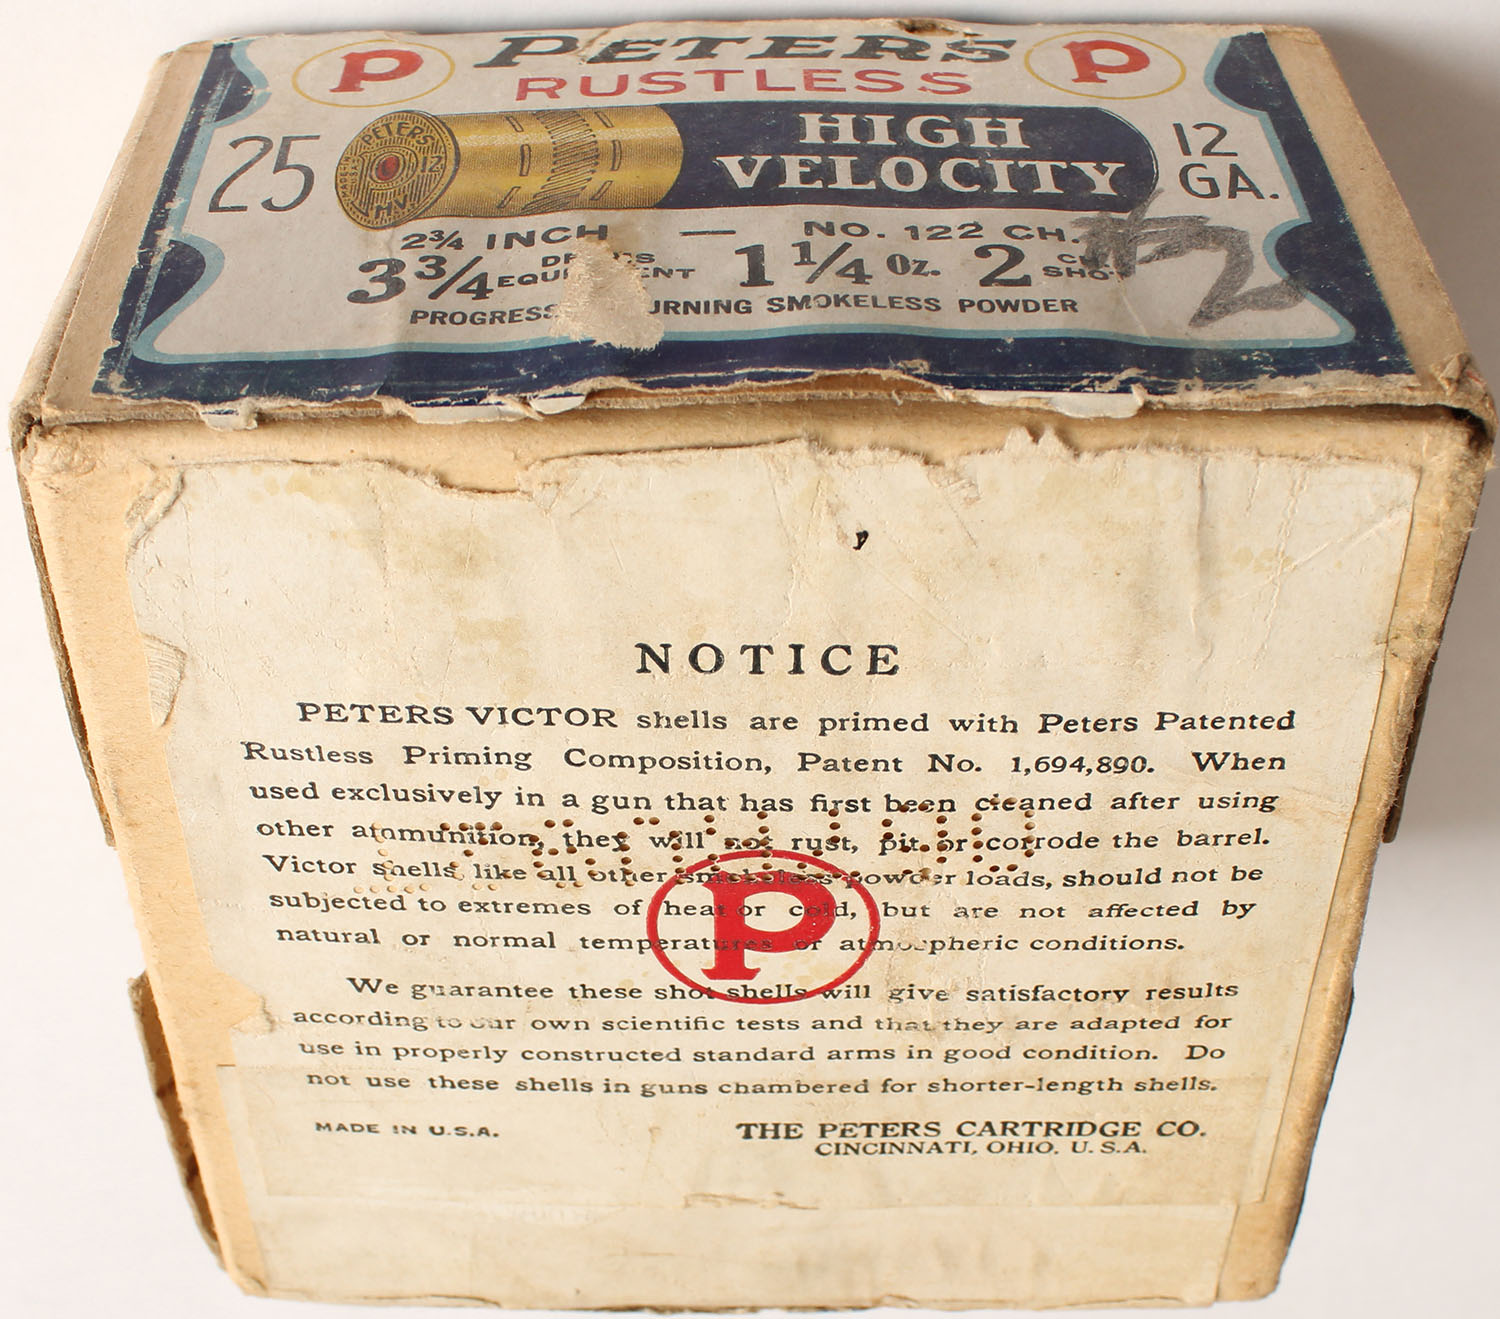 P PETERS P
RUSTLESS
25 PETERS 12 H.V. HIGH 12
VELOCITY GA.
2¾ INCH — NO. 122 CH.
3¾ EQUIVALENT 1¼ Oz. 2 CH. SHOT
PROGRESS BURNING SMOKELESS POWDER
2
NOTICE
PETERS VICTOR shells are primed with Peters Patented
Rustless Priming Composition, Patent No. 1,694,890. When
used exclusively in a gun that has first been cleaned after using
other ammunition, they will not rust, pit or corrode the barrel.
Victor shells, like all other smokeless powder loads, should not be
subjected to extremes of heat or cold, but are not affected by
natural or normal temperatures or atmospheric conditions.
We guarantee these shot shells will give satisfactory results
according to our own scientific tests and that they are adapted for
use in properly constructed standard arms in good condition. Do
not use these shells in guns chambered for shorter-length shells.
P
MADE IN U.S.A. THE PETERS CARTRIDGE CO.
CINCINNATI, OHIO. U.S.A.